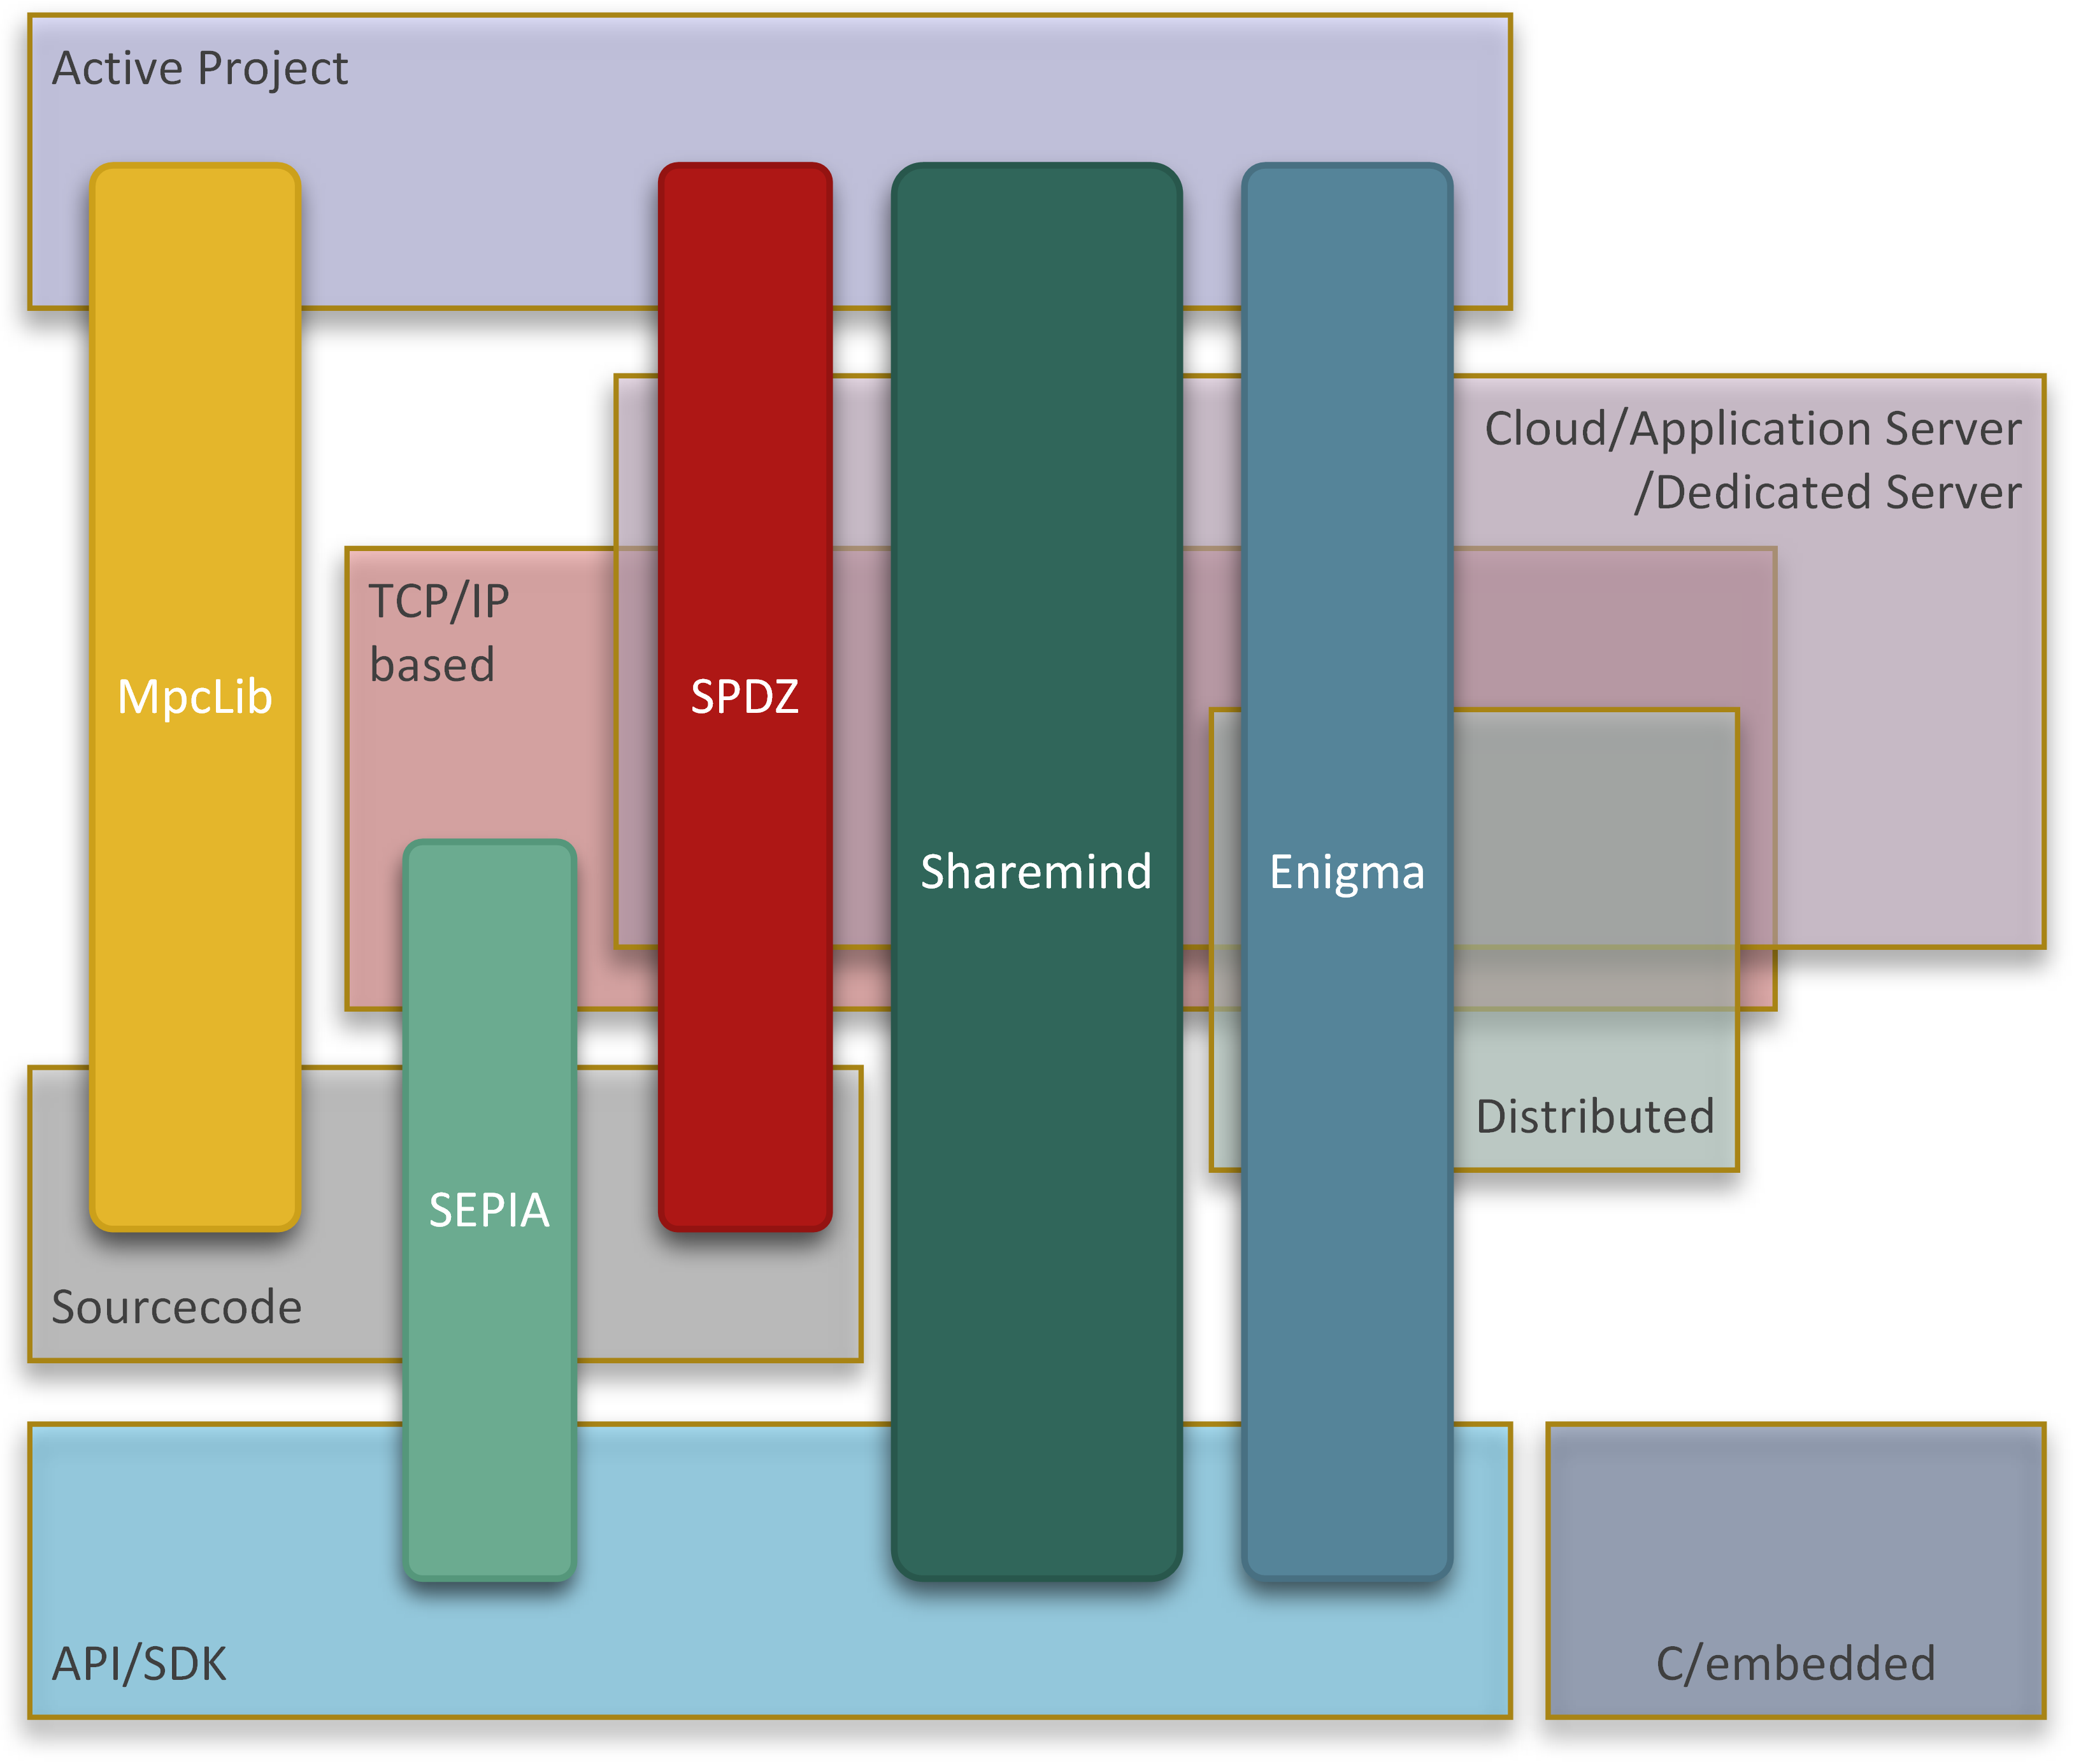 Active Project
Cloud/Application Server
/Dedicated Server
TCP/IP
based
MpcLib
SPDZ
Sharemind
Enigma
Distributed
SEPIA
Sourcecode
API/SDK
C/embedded